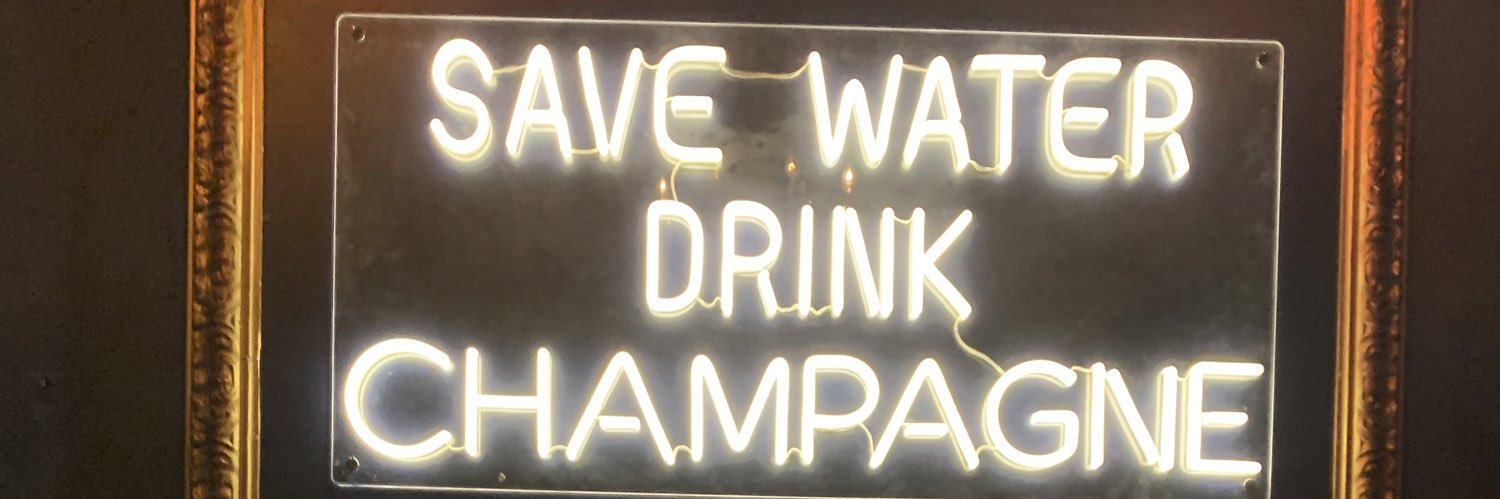 SAVE WATER
DRINK
CHAMPAGNE